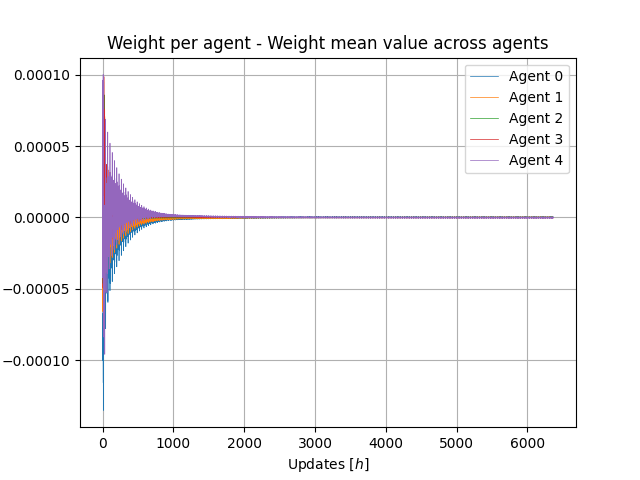 Weight per agent - Weight mean value across agents
0.00010
0.00005
0.00000
−0.00005
−0.00010
0 1000 2000 3000 4000 5000 6000
Updates [h]
Agent 0
Agent 1
Agent 2
Agent 3
Agent 4